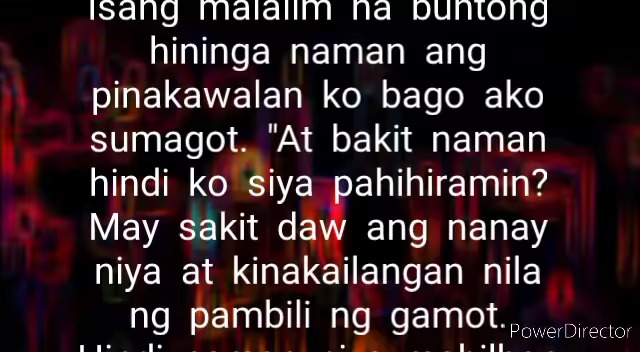 Isang malalim na buntong
hininga naman ang
pinakawalan ko bago ako
sumagot. "At bakit naman
hindi ko siya pahihiramin?
May sakit daw ang nanay
niya at kinakailangan nila
ng pambili ng gamot.
PowerDirector